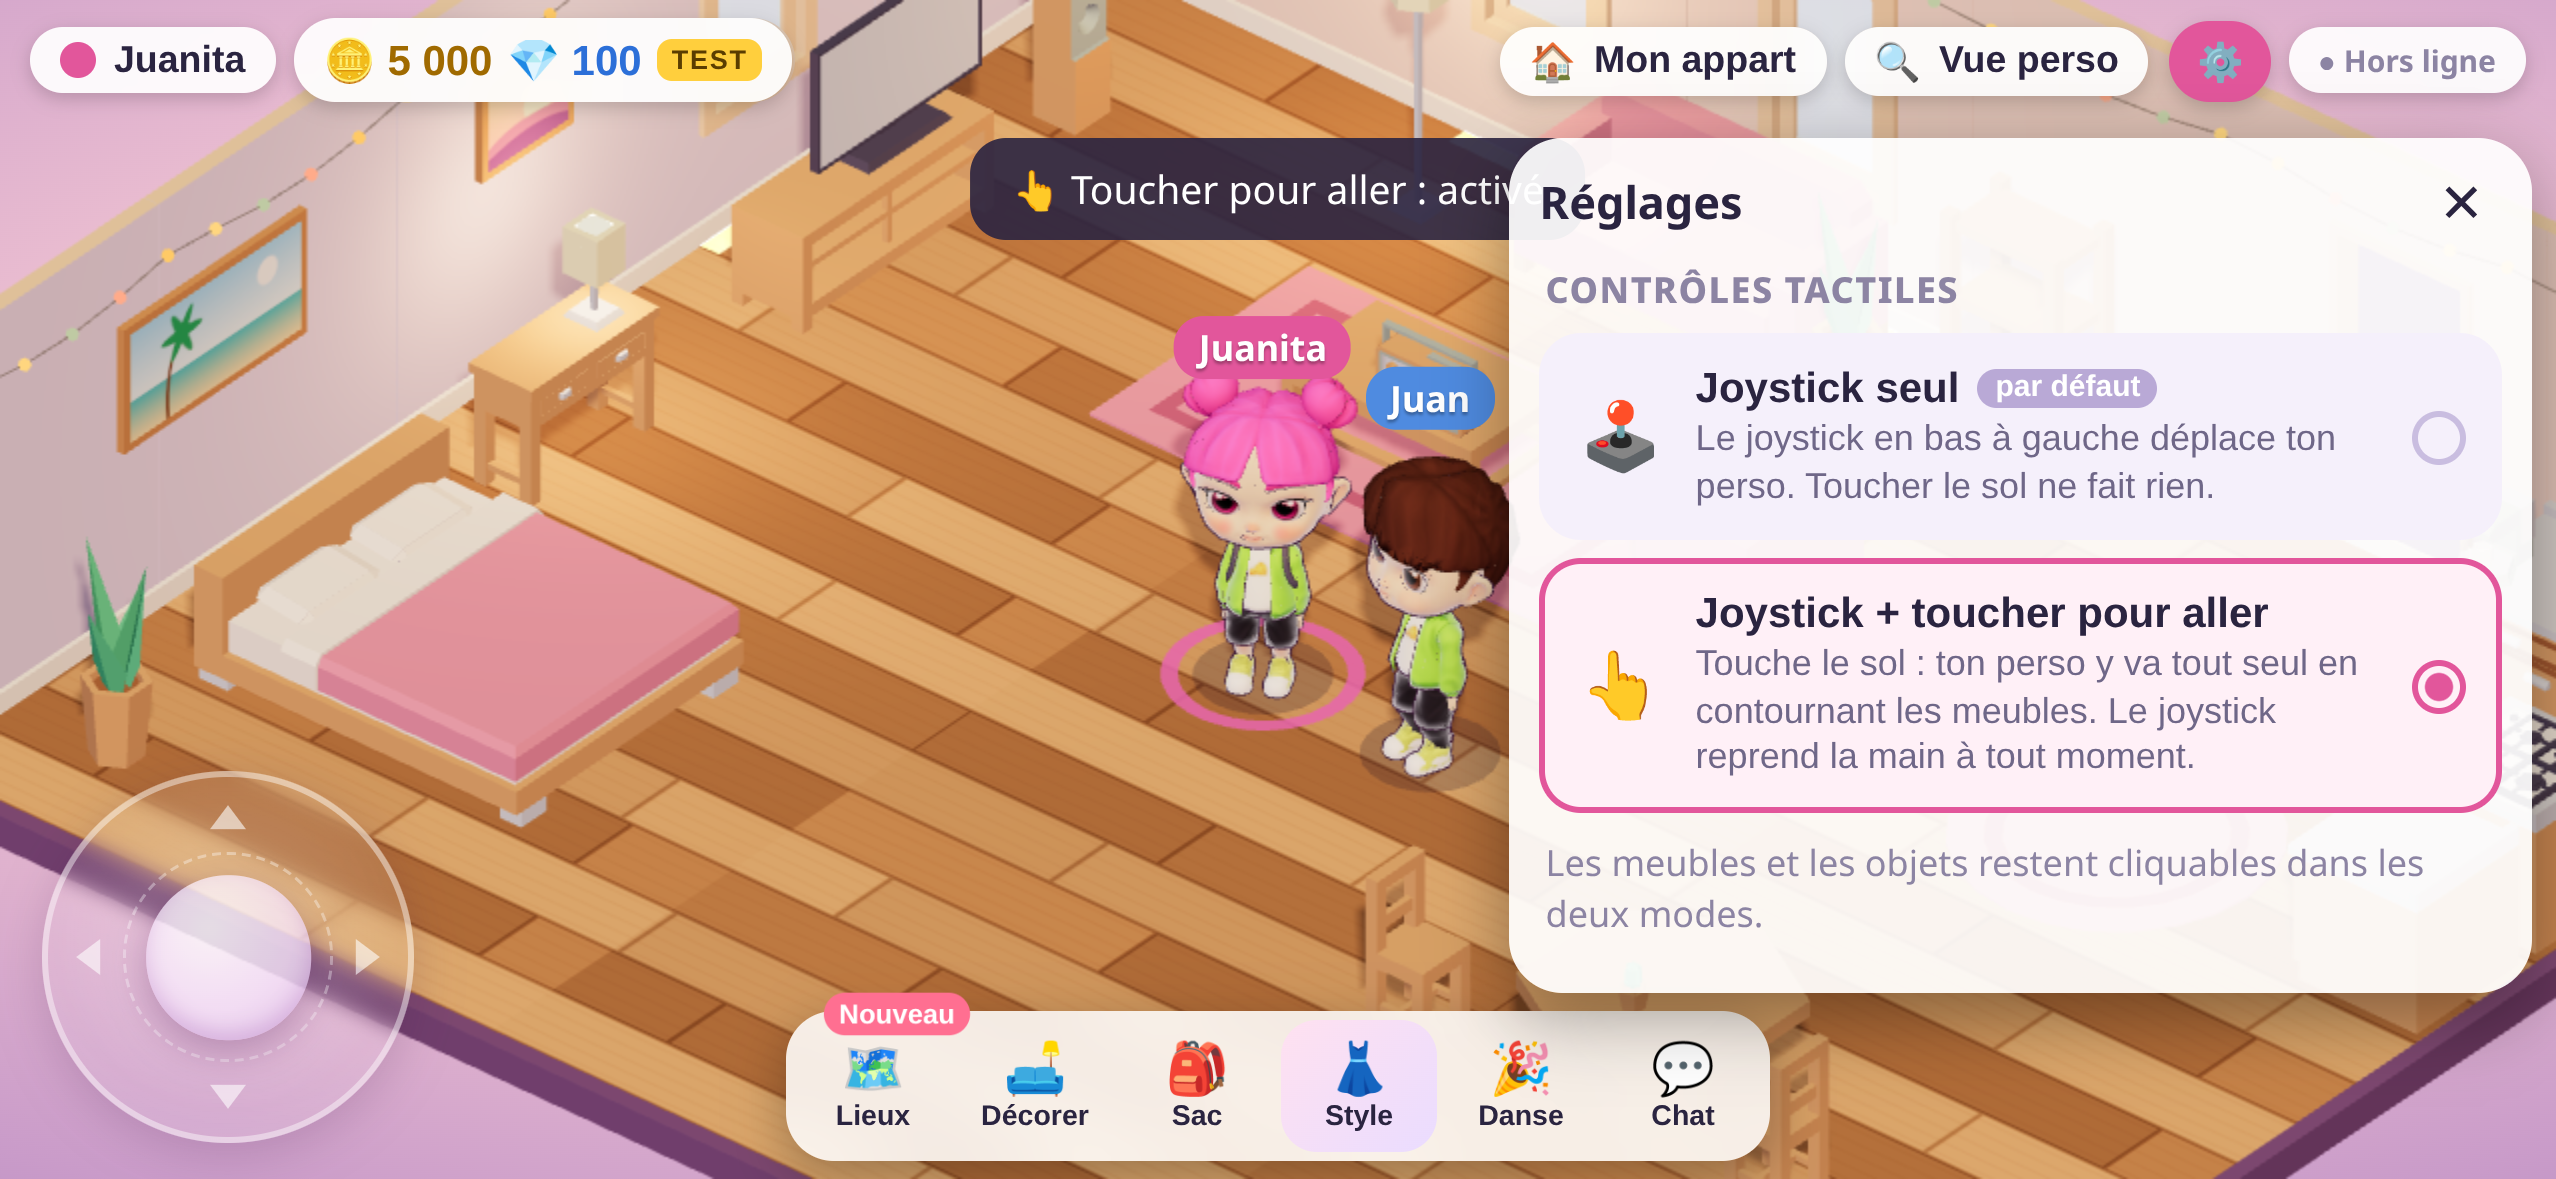 Juanita
5 000
100
TEST
Mon appart
Vue perso
Hors ligne
Toucher pour aller : activé
Réglages
CONTRÔLES TACTILES
Joystick seul par défaut
Le joystick en bas à gauche déplace ton
perso. Toucher le sol ne fait rien.
Joystick + toucher pour aller
Touche le sol : ton perso y va tout seul en
contournant les meubles. Le joystick
reprend la main à tout moment.
Les meubles et les objets restent cliquables dans les
deux modes.
Juanita
Juan
Nouveau
Lieux
Décorer
Sac
Style
Danse
Chat